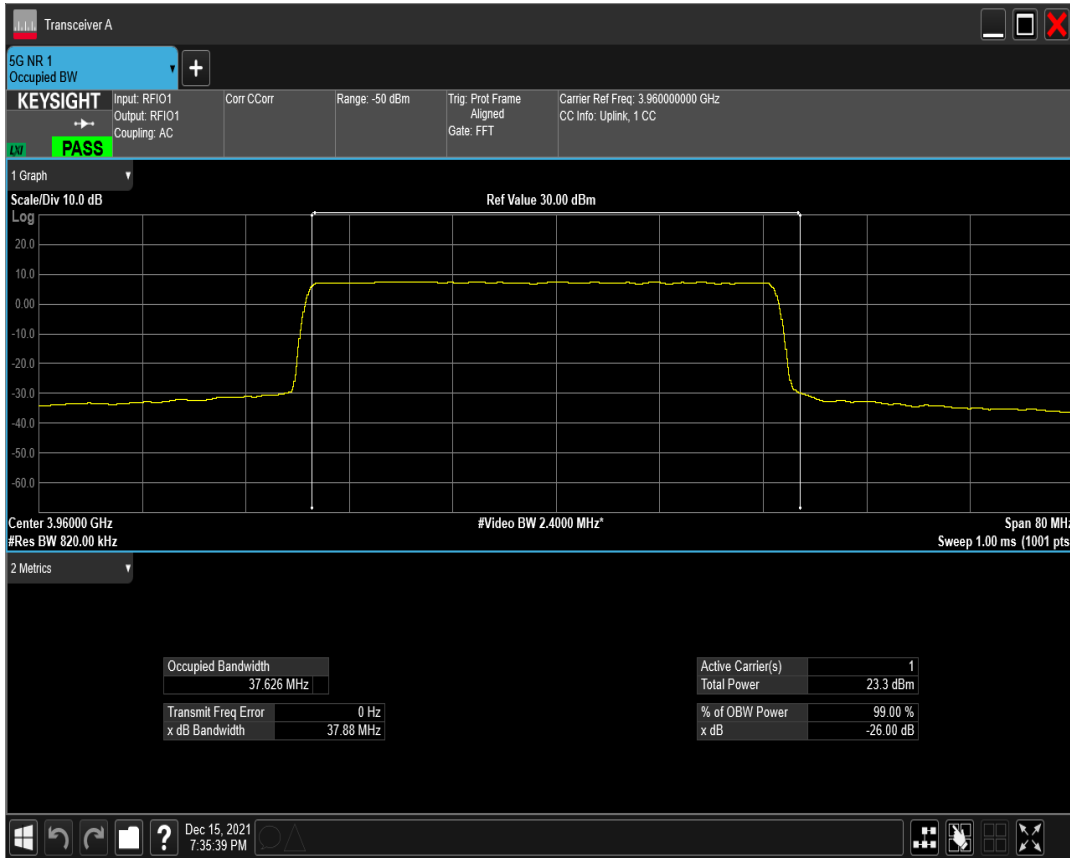 Transceiver A
5G NR 1
Occupied BW
KEYSIGHT
Input: RFIO1
Output: RFIO1
Coupling: AC
Corr CCorr
Range: -50 dBm
Trig: Prot Frame
Aligned
Gate: FFT
Carrier Ref Freq: 3.960000000 GHz
CC Info: Uplink, 1 CC
LXI
PASS
1 Graph
Scale/Div 10.0 dB
Ref Value 30.00 dBm
Log
20.0
10.0
0.00
-10.0
-20.0
-30.0
-40.0
-50.0
-60.0
Center 3.96000 GHz
#Video BW 2.4000 MHz*
Span 80 MHz
#Res BW 820.00 kHz
Sweep 1.00 ms (1001 pts
2 Metrics
Occupied Bandwidth
37.626 MHz
Transmit Freq Error 0 Hz
x dB Bandwidth 37.88 MHz
Active Carrier(s) 1
Total Power 23.3 dBm
% of OBW Power 99.00 %
x dB -26.00 dB
?
Dec 15, 2021
7:35:39 PM